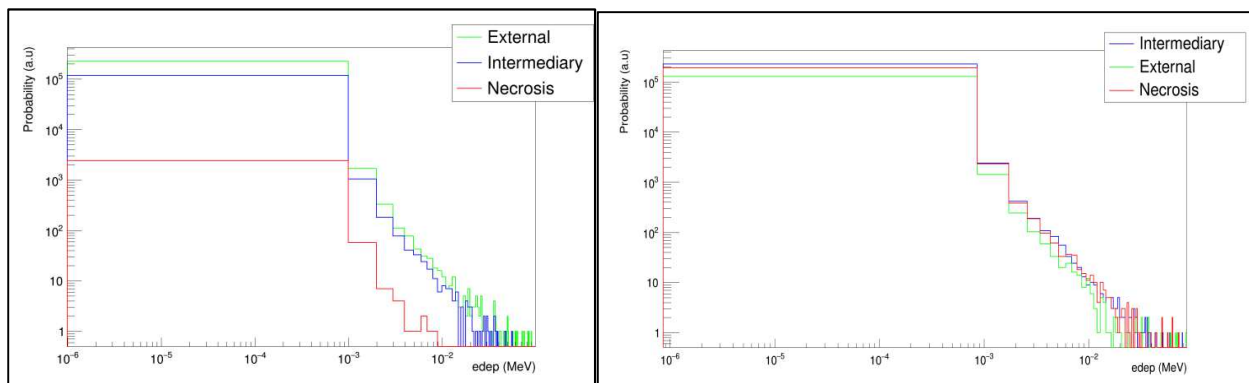 External
Intermediary
Necrosis
Probability (a.u)
10⁵
10⁴
10³
10²
10
1
10⁻⁶
10⁻⁵
10⁻⁴
10⁻³
10⁻²
edep (MeV)
Intermediary
External
Necrosis
Probability (a.u)
10⁵
10⁴
10³
10²
10
1
10⁻⁶
10⁻⁵
10⁻⁴
10⁻³
10⁻²
edep (MeV)